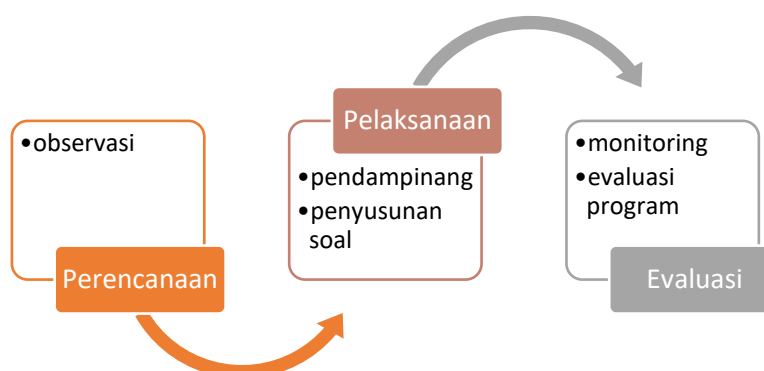 •observasi
Perencanaan
Pelaksanaan
•pendampinang
•penyusunan
soal
•monitoring
•evaluasi
program
Evaluasi